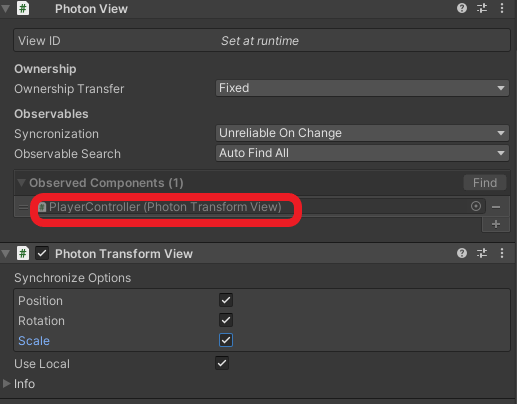 Photon View
View ID Set at runtime
Ownership
Ownership Transfer Fixed
Observables
Syncronization Unreliable On Change
Observable Search Auto Find All
Observed Components (1) Find
PlayerController (Photon Transform View)
Photon Transform View
Synchronize Options
Position
Rotation
Scale
Use Local
Info